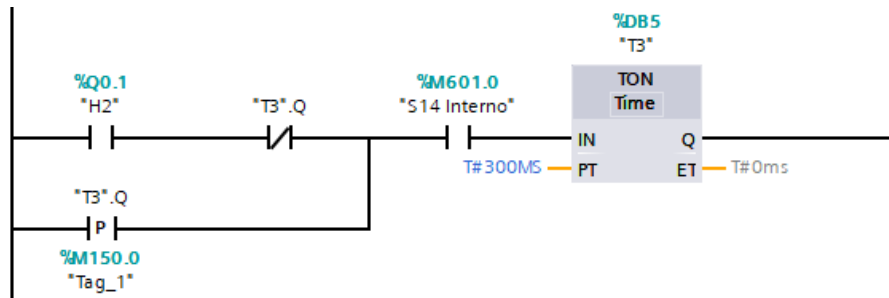 %DB5
"T3"
%Q0.1
"H2"
"T3".Q
%M601.0
"S14 Interno"
TON
Time
IN
Q
T#300MS
PT
ET
T#0ms
"T3".Q
P
%M150.0
"Tag_1"